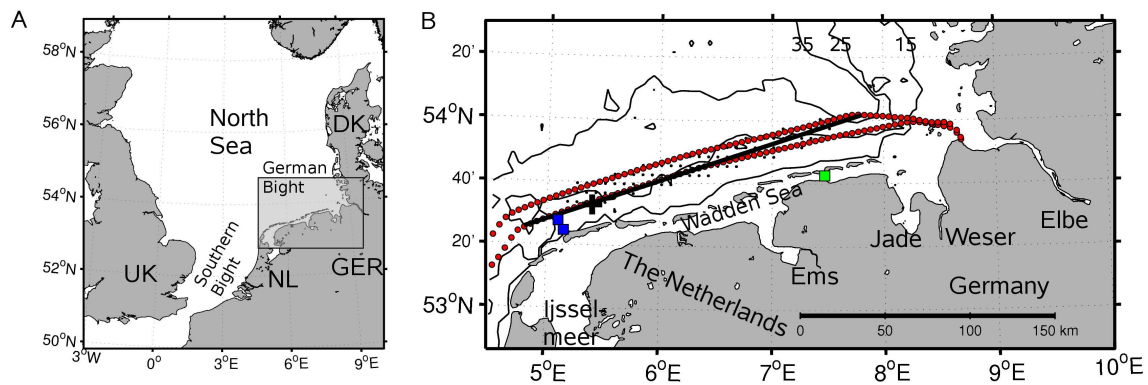 A
58°N
56°N
54°N
52°N
50°N
3°W
0°
3°E
6°E
9°E
North
Sea
DK
German
Bight
Southern
Bight
UK
NL
GER
B
20'
54°N
40'
20'
53°N
5°E
6°E
7°E
8°E
9°E
10°E
35 25 15
Wadden Sea
Jade
Weser
Elbe
Ems
The Netherlands
Germany
Ijssel-
meer
0 50 100 150 km